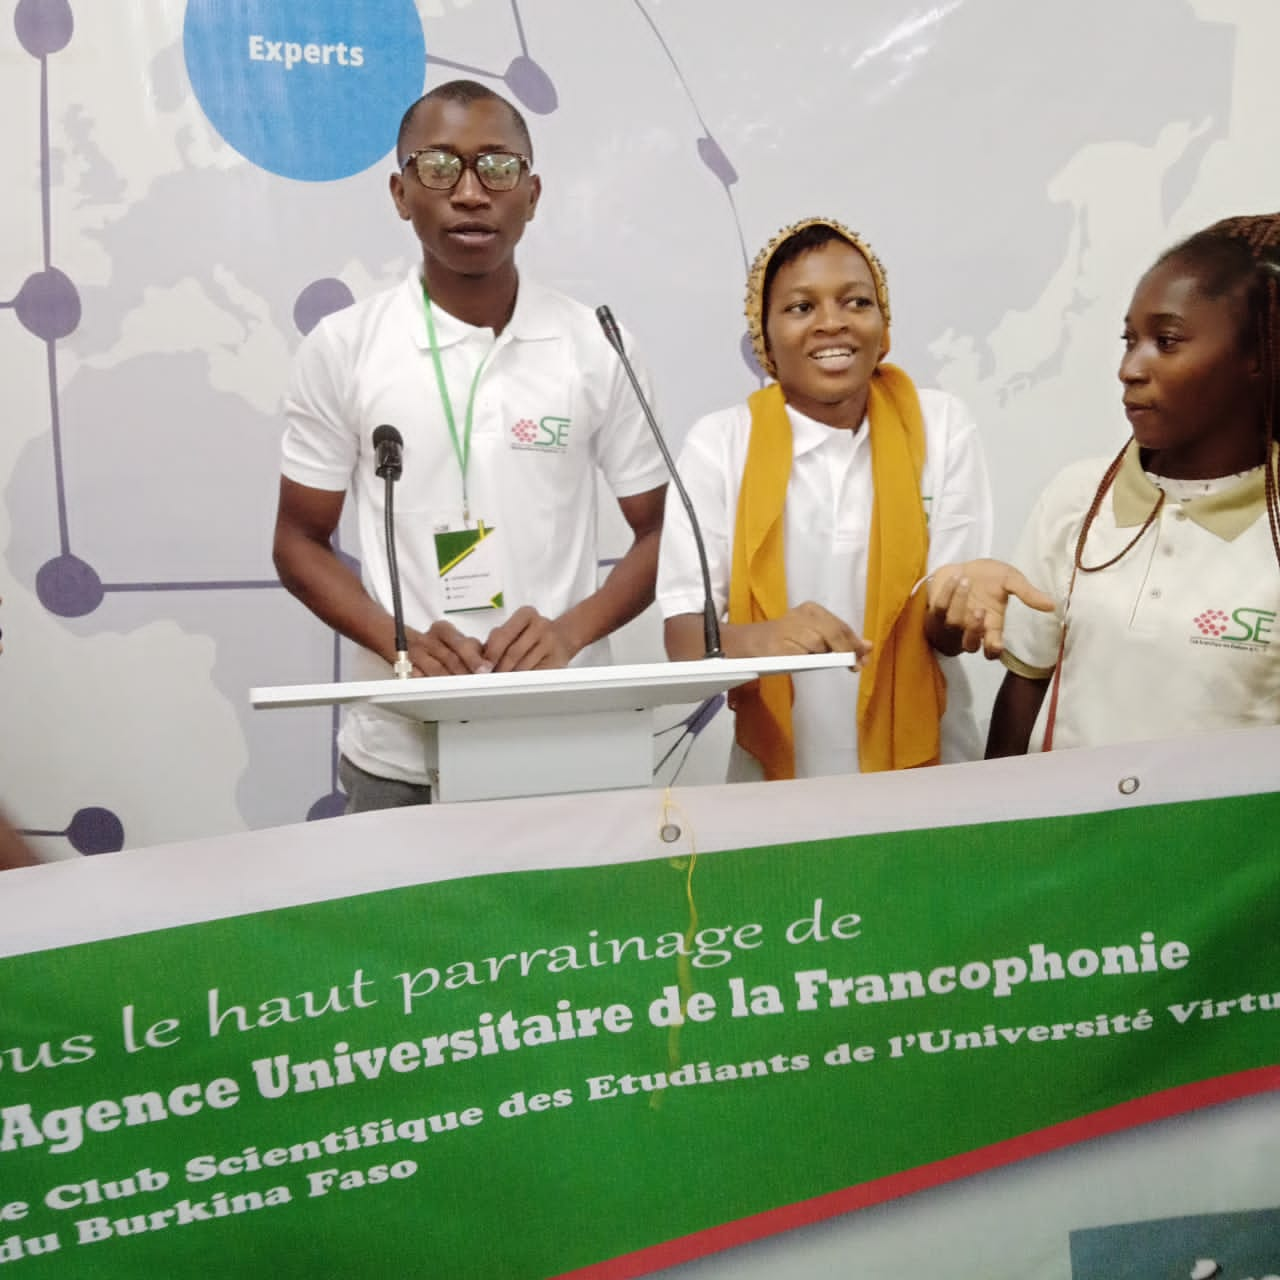 Experts
SE
SE
le haut parrainage de
Agence Universitaire de la Francophonie
Club Scientifique des Etudiants de l'Université Virtu
du Burkina Faso